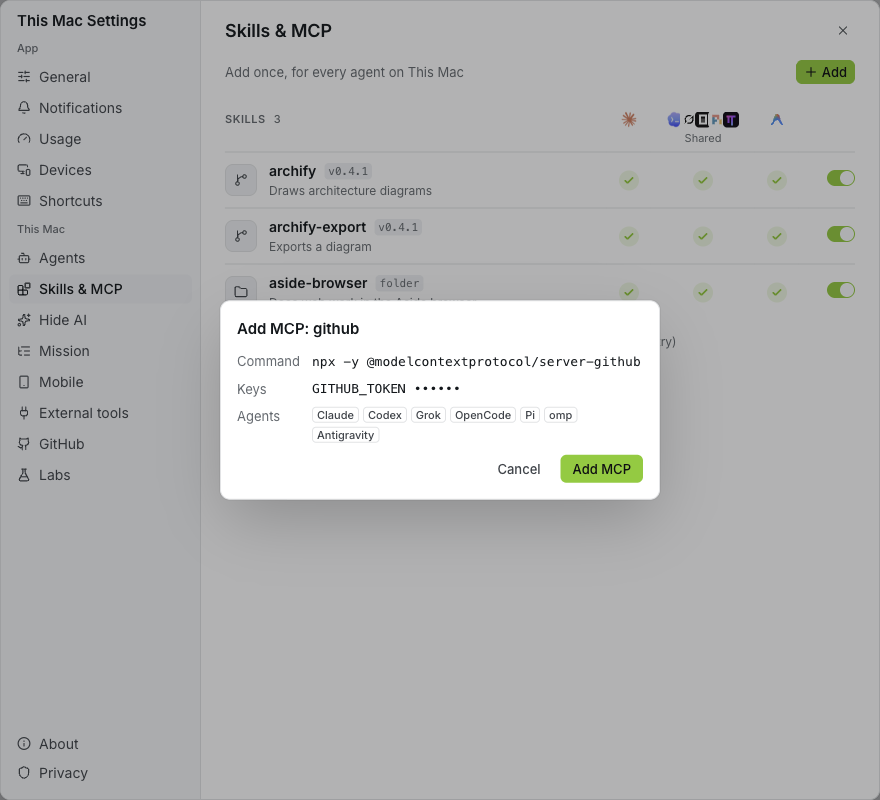 This Mac Settings
App
General
Notifications
Usage
Devices
Shortcuts
This Mac
Agents
Skills & MCP
Hide AI
Mission
Mobile
External tools
GitHub
Labs
About
Privacy
Skills & MCP
Add once, for every agent on This Mac
Add
SKILLS 3
Shared
archify v0.4.1
Draws architecture diagrams
archify-export v0.4.1
Exports a diagram
aside-browser folder
ry)
Add MCP: github
Command npx -y @modelcontextprotocol/server-github
Keys GITHUB_TOKEN ••••••
Agents Claude Codex Grok OpenCode Pi omp
Antigravity
Cancel Add MCP